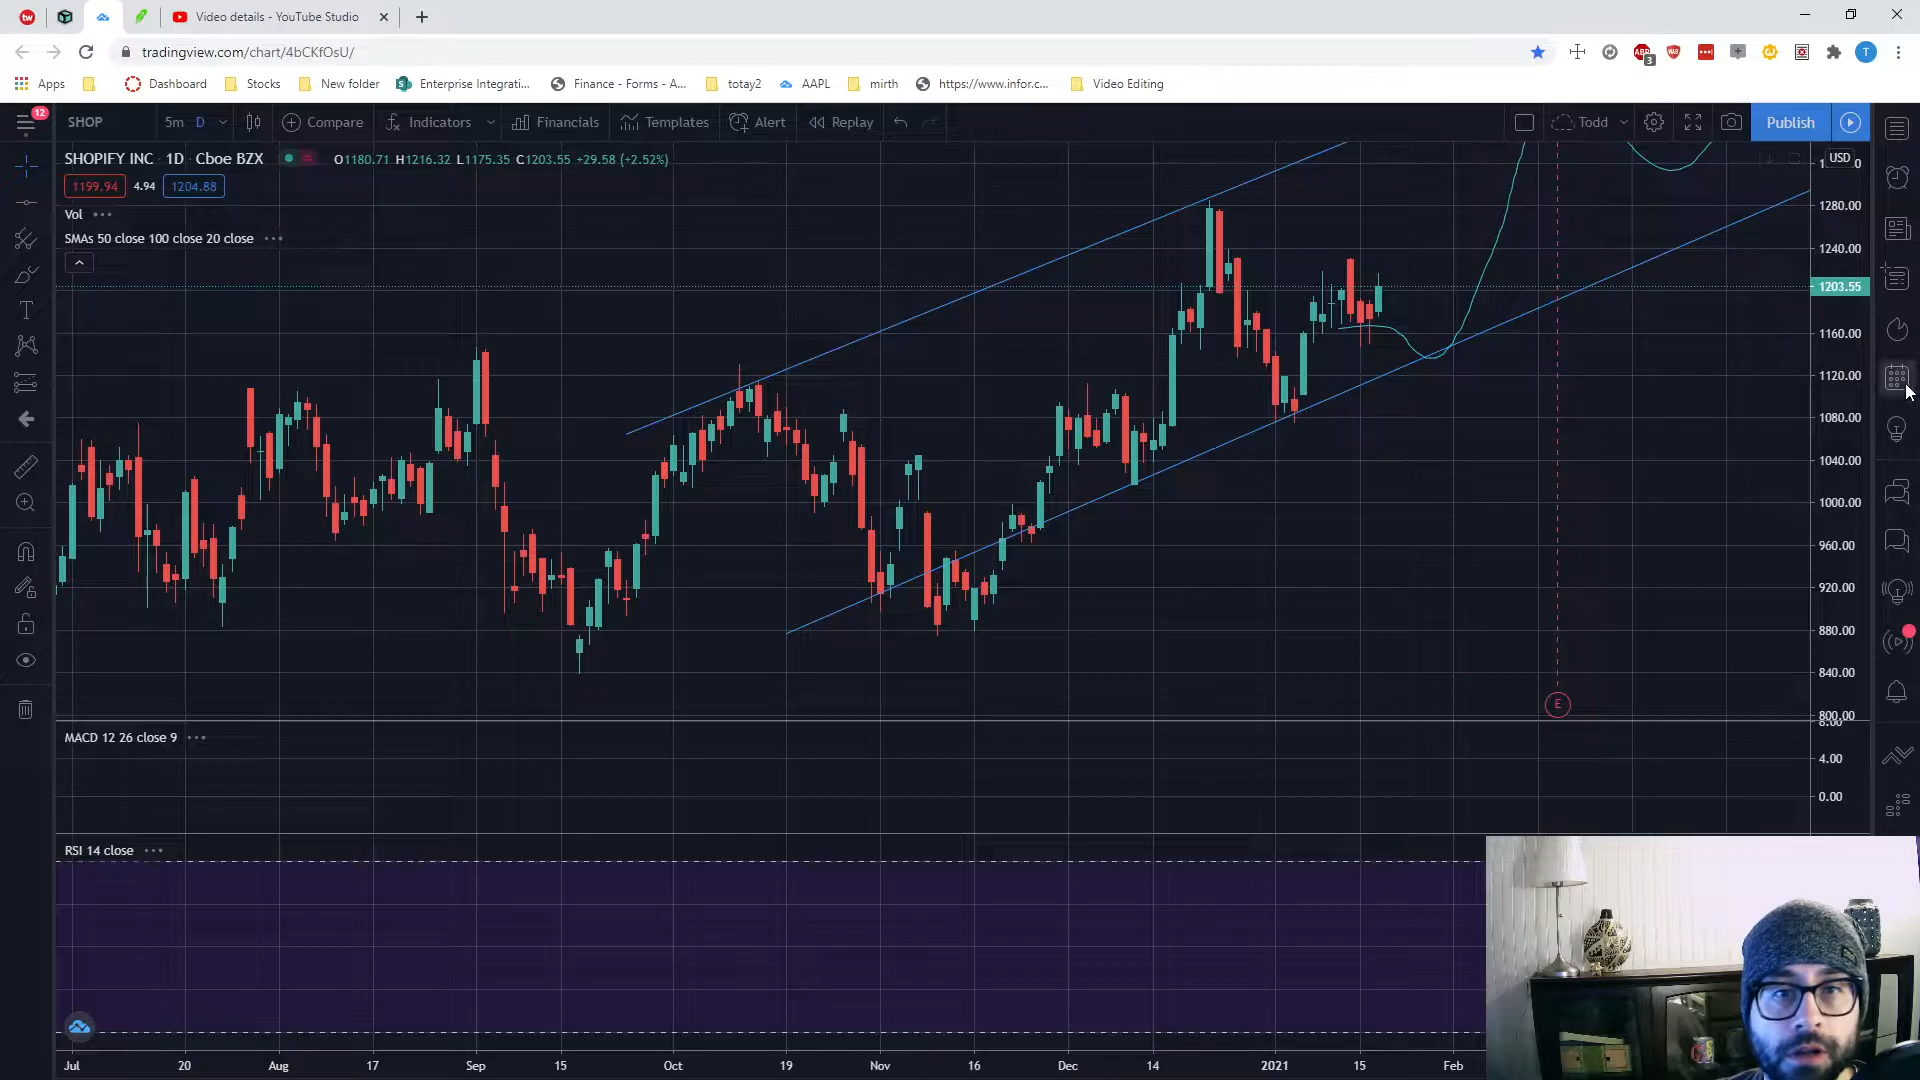 tw
Video details - YouTube Studio
tradingview.com/chart/4bCKfOsU/
ABP
3
T
Apps
Dashboard
Stocks
New folder
Enterprise Integrati...
Finance - Forms - A...
totay2
AAPL
mirth
https://www.infor.c...
Video Editing
12
SHOP
5m
D
Compare
Indicators
Financials
Templates
Alert
Replay
Todd
Publish
SHOPIFY INC
1D
Cboe BZX
O1180.71 H1216.32 L1175.35 C1203.55 +29.58 (+2.52%)
USD
1199.94
4.94
1204.88
Vol
SMAs 50 close 100 close 20 close
1280.00
1240.00
1203.55
1160.00
1120.00
1080.00
1040.00
1000.00
960.00
920.00
880.00
840.00
800.00
E
MACD 12 26 close 9
8.00
4.00
0.00
RSI 14 close
Jul
20
Aug
17
Sep
15
Oct
19
Nov
16
Dec
14
2021
15
Feb